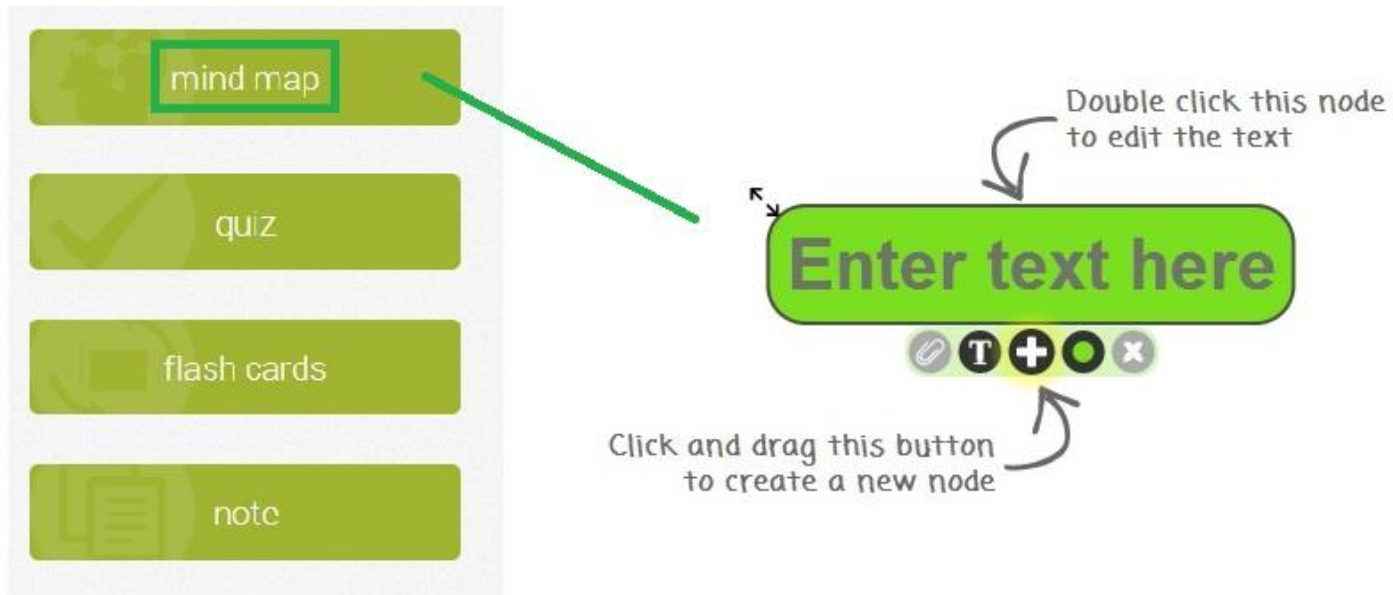 mind map
quiz
flash cards
note
Double click this node
to edit the text
Enter text here
T
Click and drag this button
to create a new node